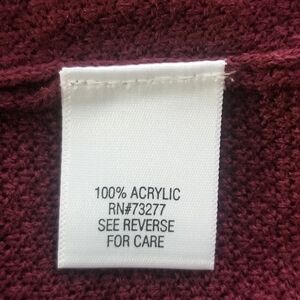 100% ACRYLIC
RN#73277
SEE REVERSE
FOR CARE